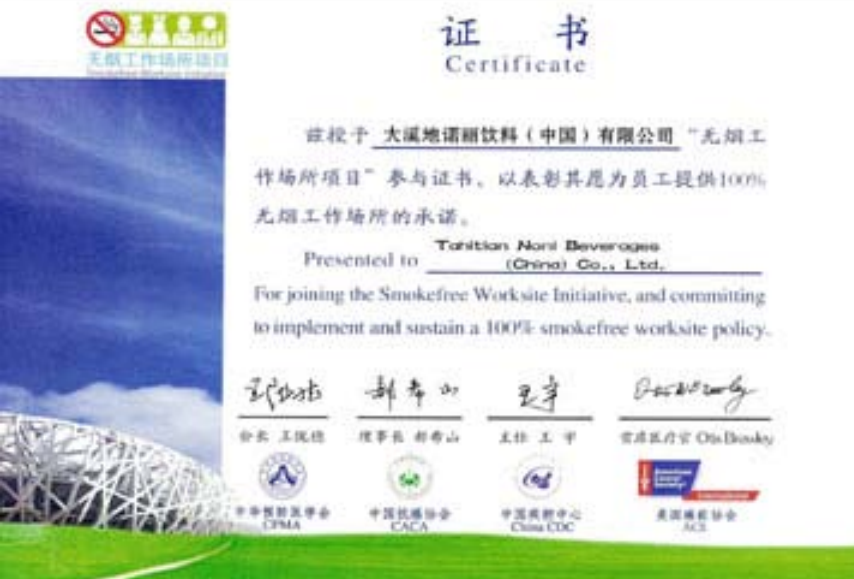 无烟工作场所项目
Smokefree Working Initiative
证 书
Certificate
兹授予 大溪地诺丽饮料(中国)有限公司 “无烟工
作场所项目”参与证书、以表彰其愿为员工提供100%
无烟工作场所的承诺。
Presented to Tahitian Noni Beverages
(China) Co., Ltd.
For joining the Smokefree Worksite Initiative, and committing
to implement and sustain a 100% smokefree worksite policy.
会长 王陇德 理事长 郝希山 主任 王宇 首席医疗官 Otis Brawley
American Cancer Society
International
中华预防医学会 中国抗癌协会 中国疾控中心 美国癌症协会
CPMA CACA China CDC ACS